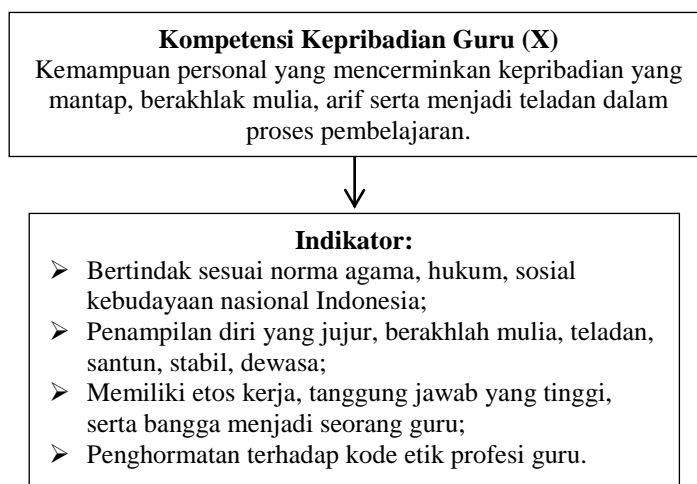 Kompetensi Kepribadian Guru (X)
Kemampuan personal yang mencerminkan kepribadian yang
mantap, berakhlak mulia, arif serta menjadi teladan dalam
proses pembelajaran.
Indikator:
➢ Bertindak sesuai norma agama, hukum, sosial
kebudayaan nasional Indonesia;
➢ Penampilan diri yang jujur, berakhlah mulia, teladan,
santun, stabil, dewasa;
➢ Memiliki etos kerja, tanggung jawab yang tinggi,
serta bangga menjadi seorang guru;
➢ Penghormatan terhadap kode etik profesi guru.